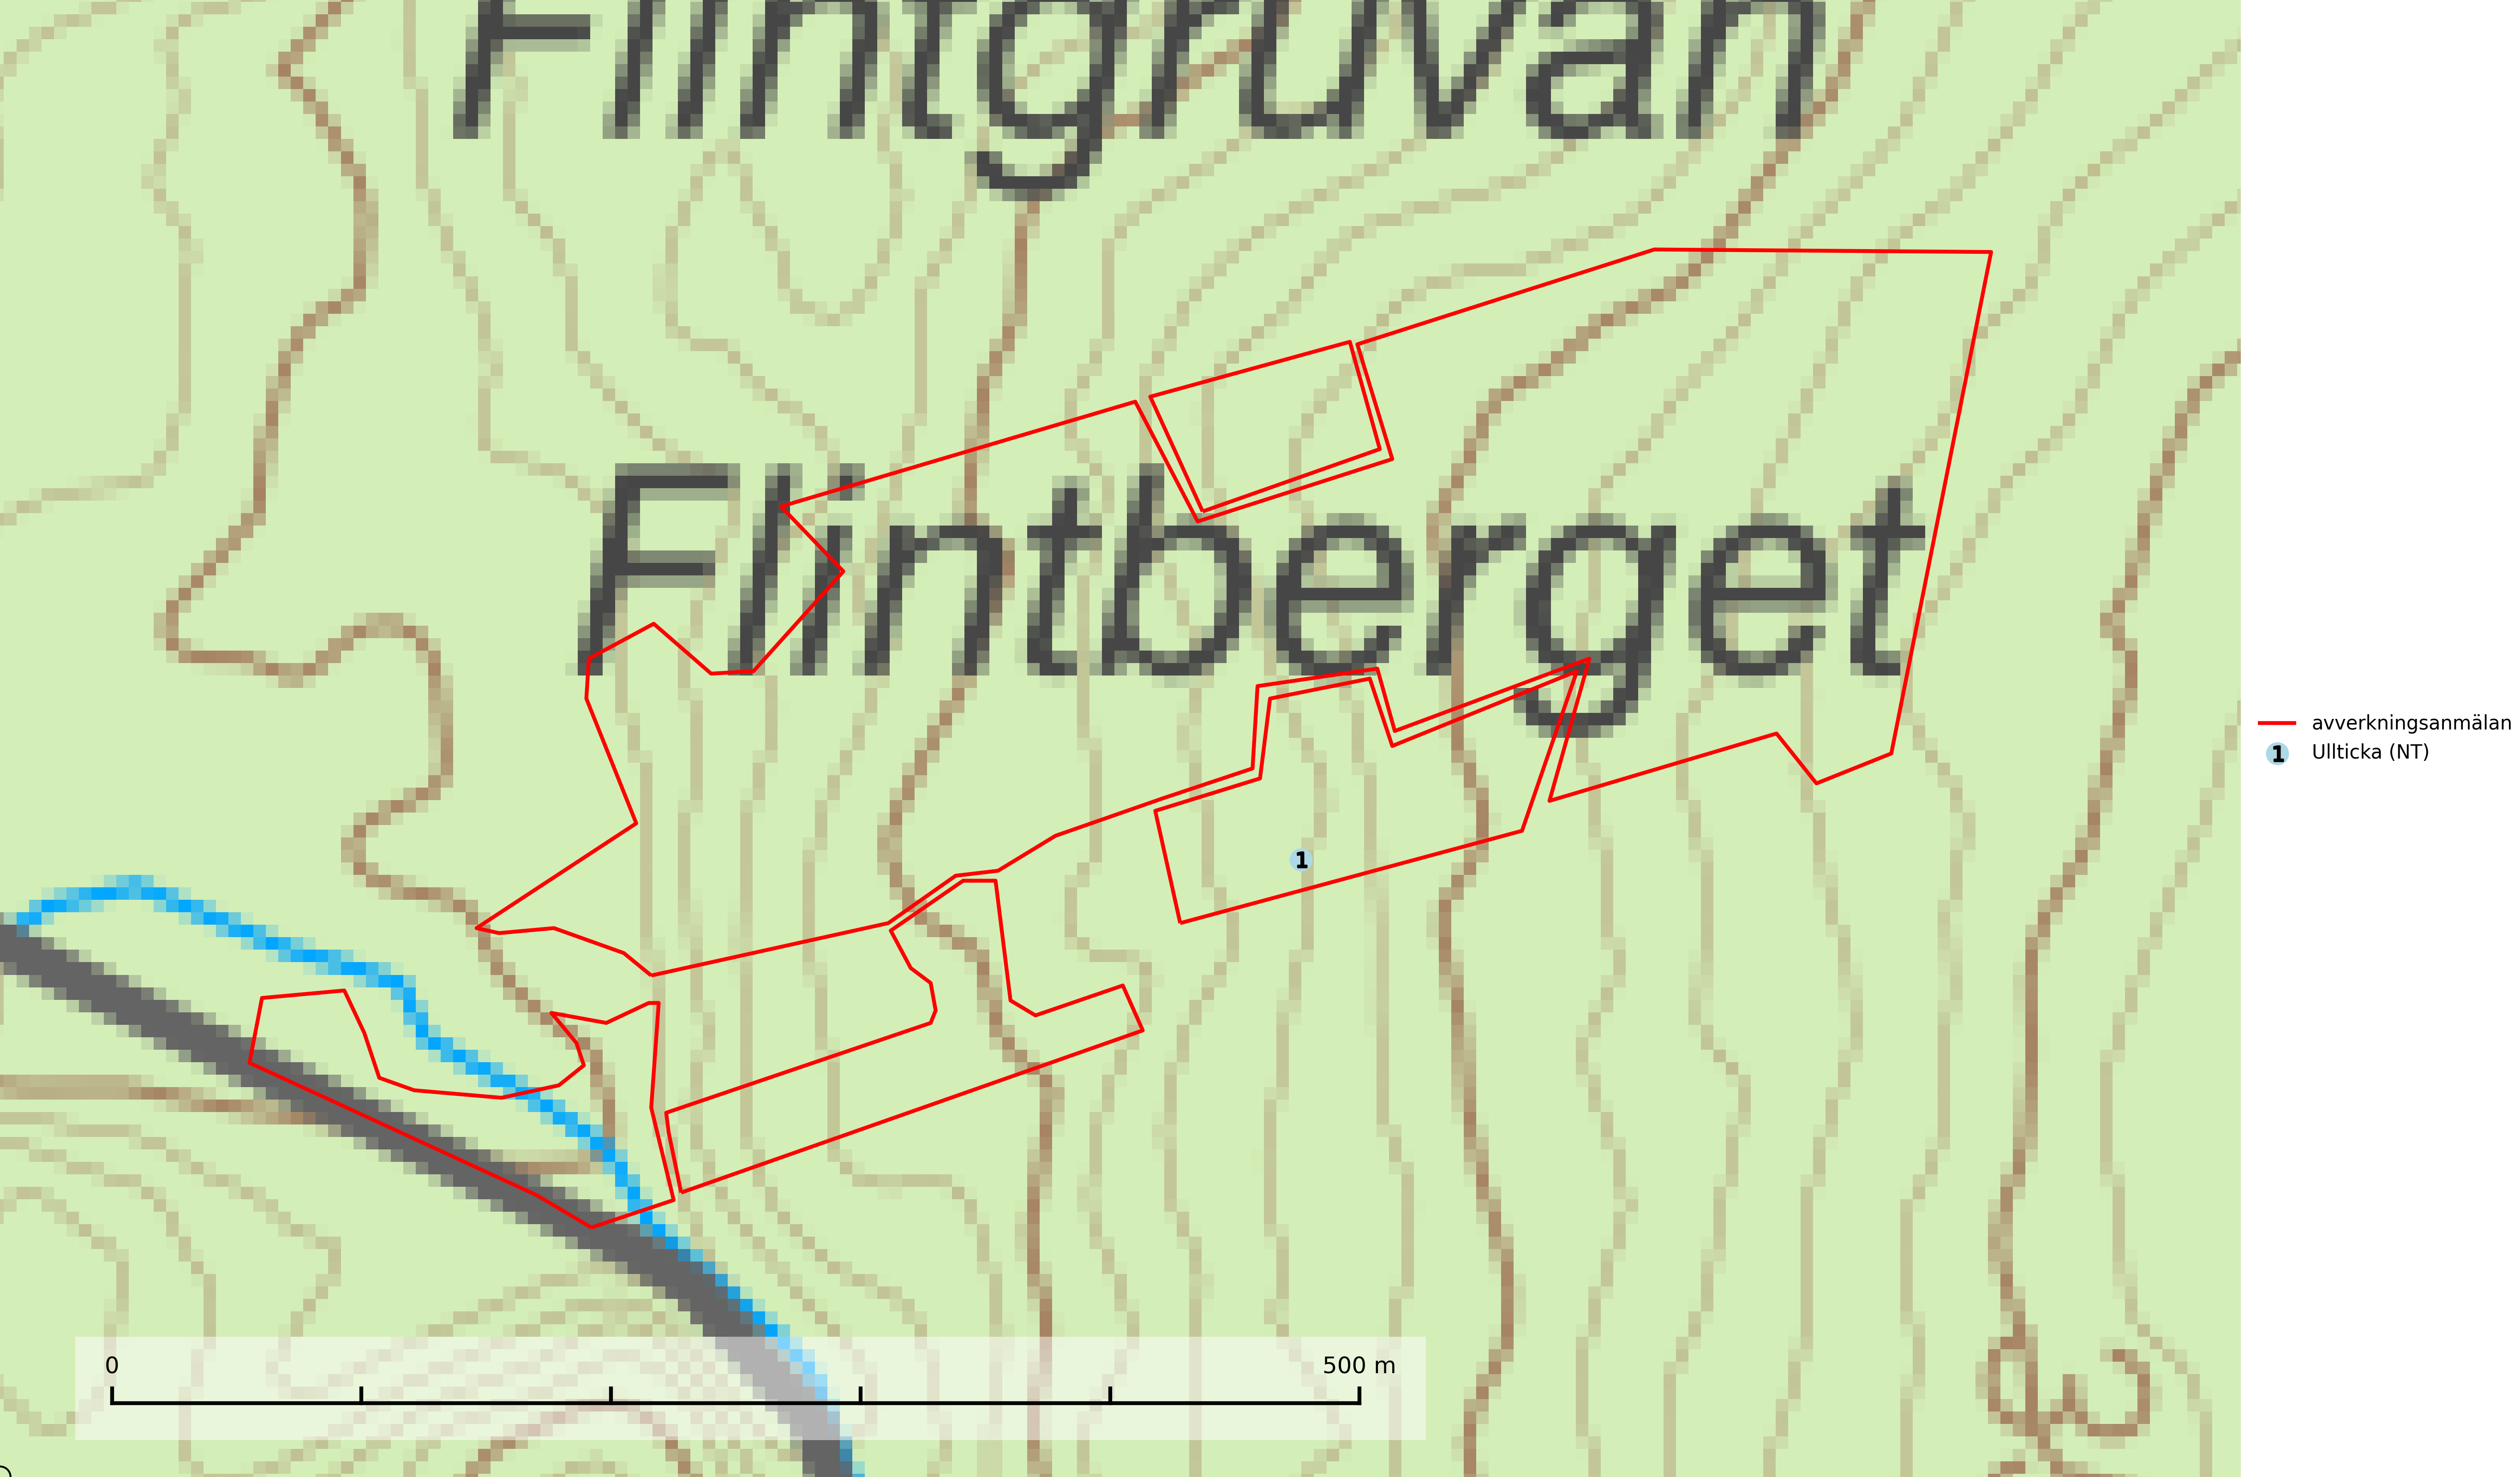 Flintgruvan
Flintberget
avverkningsanmälan
1 Ullticka (NT)
1
0 500 m